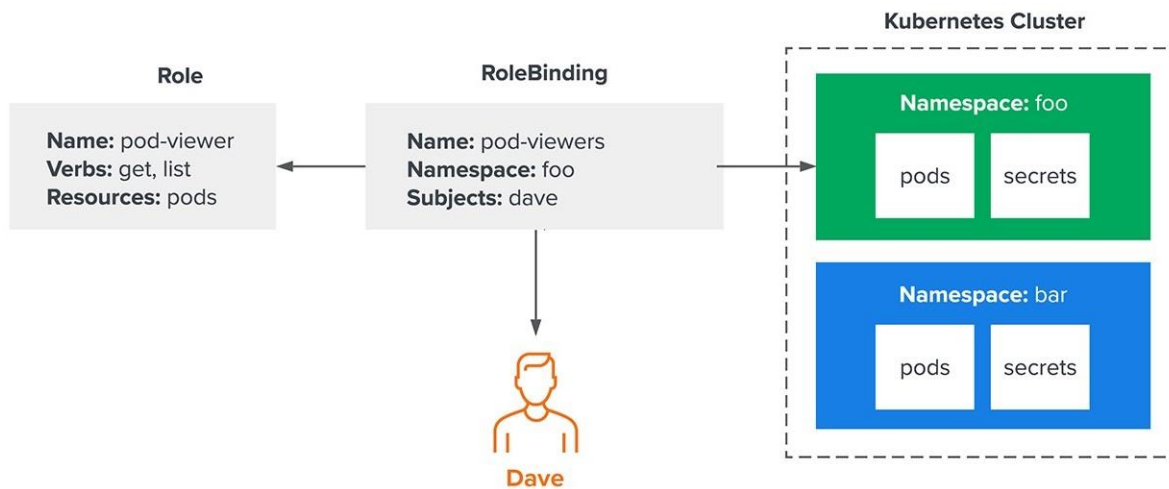 Kubernetes Cluster
Role
RoleBinding
Name: pod-viewer
Verbs: get, list
Resources: pods
Name: pod-viewers
Namespace: foo
Subjects: dave
Namespace: foo
pods
secrets
Namespace: bar
pods
secrets
Dave